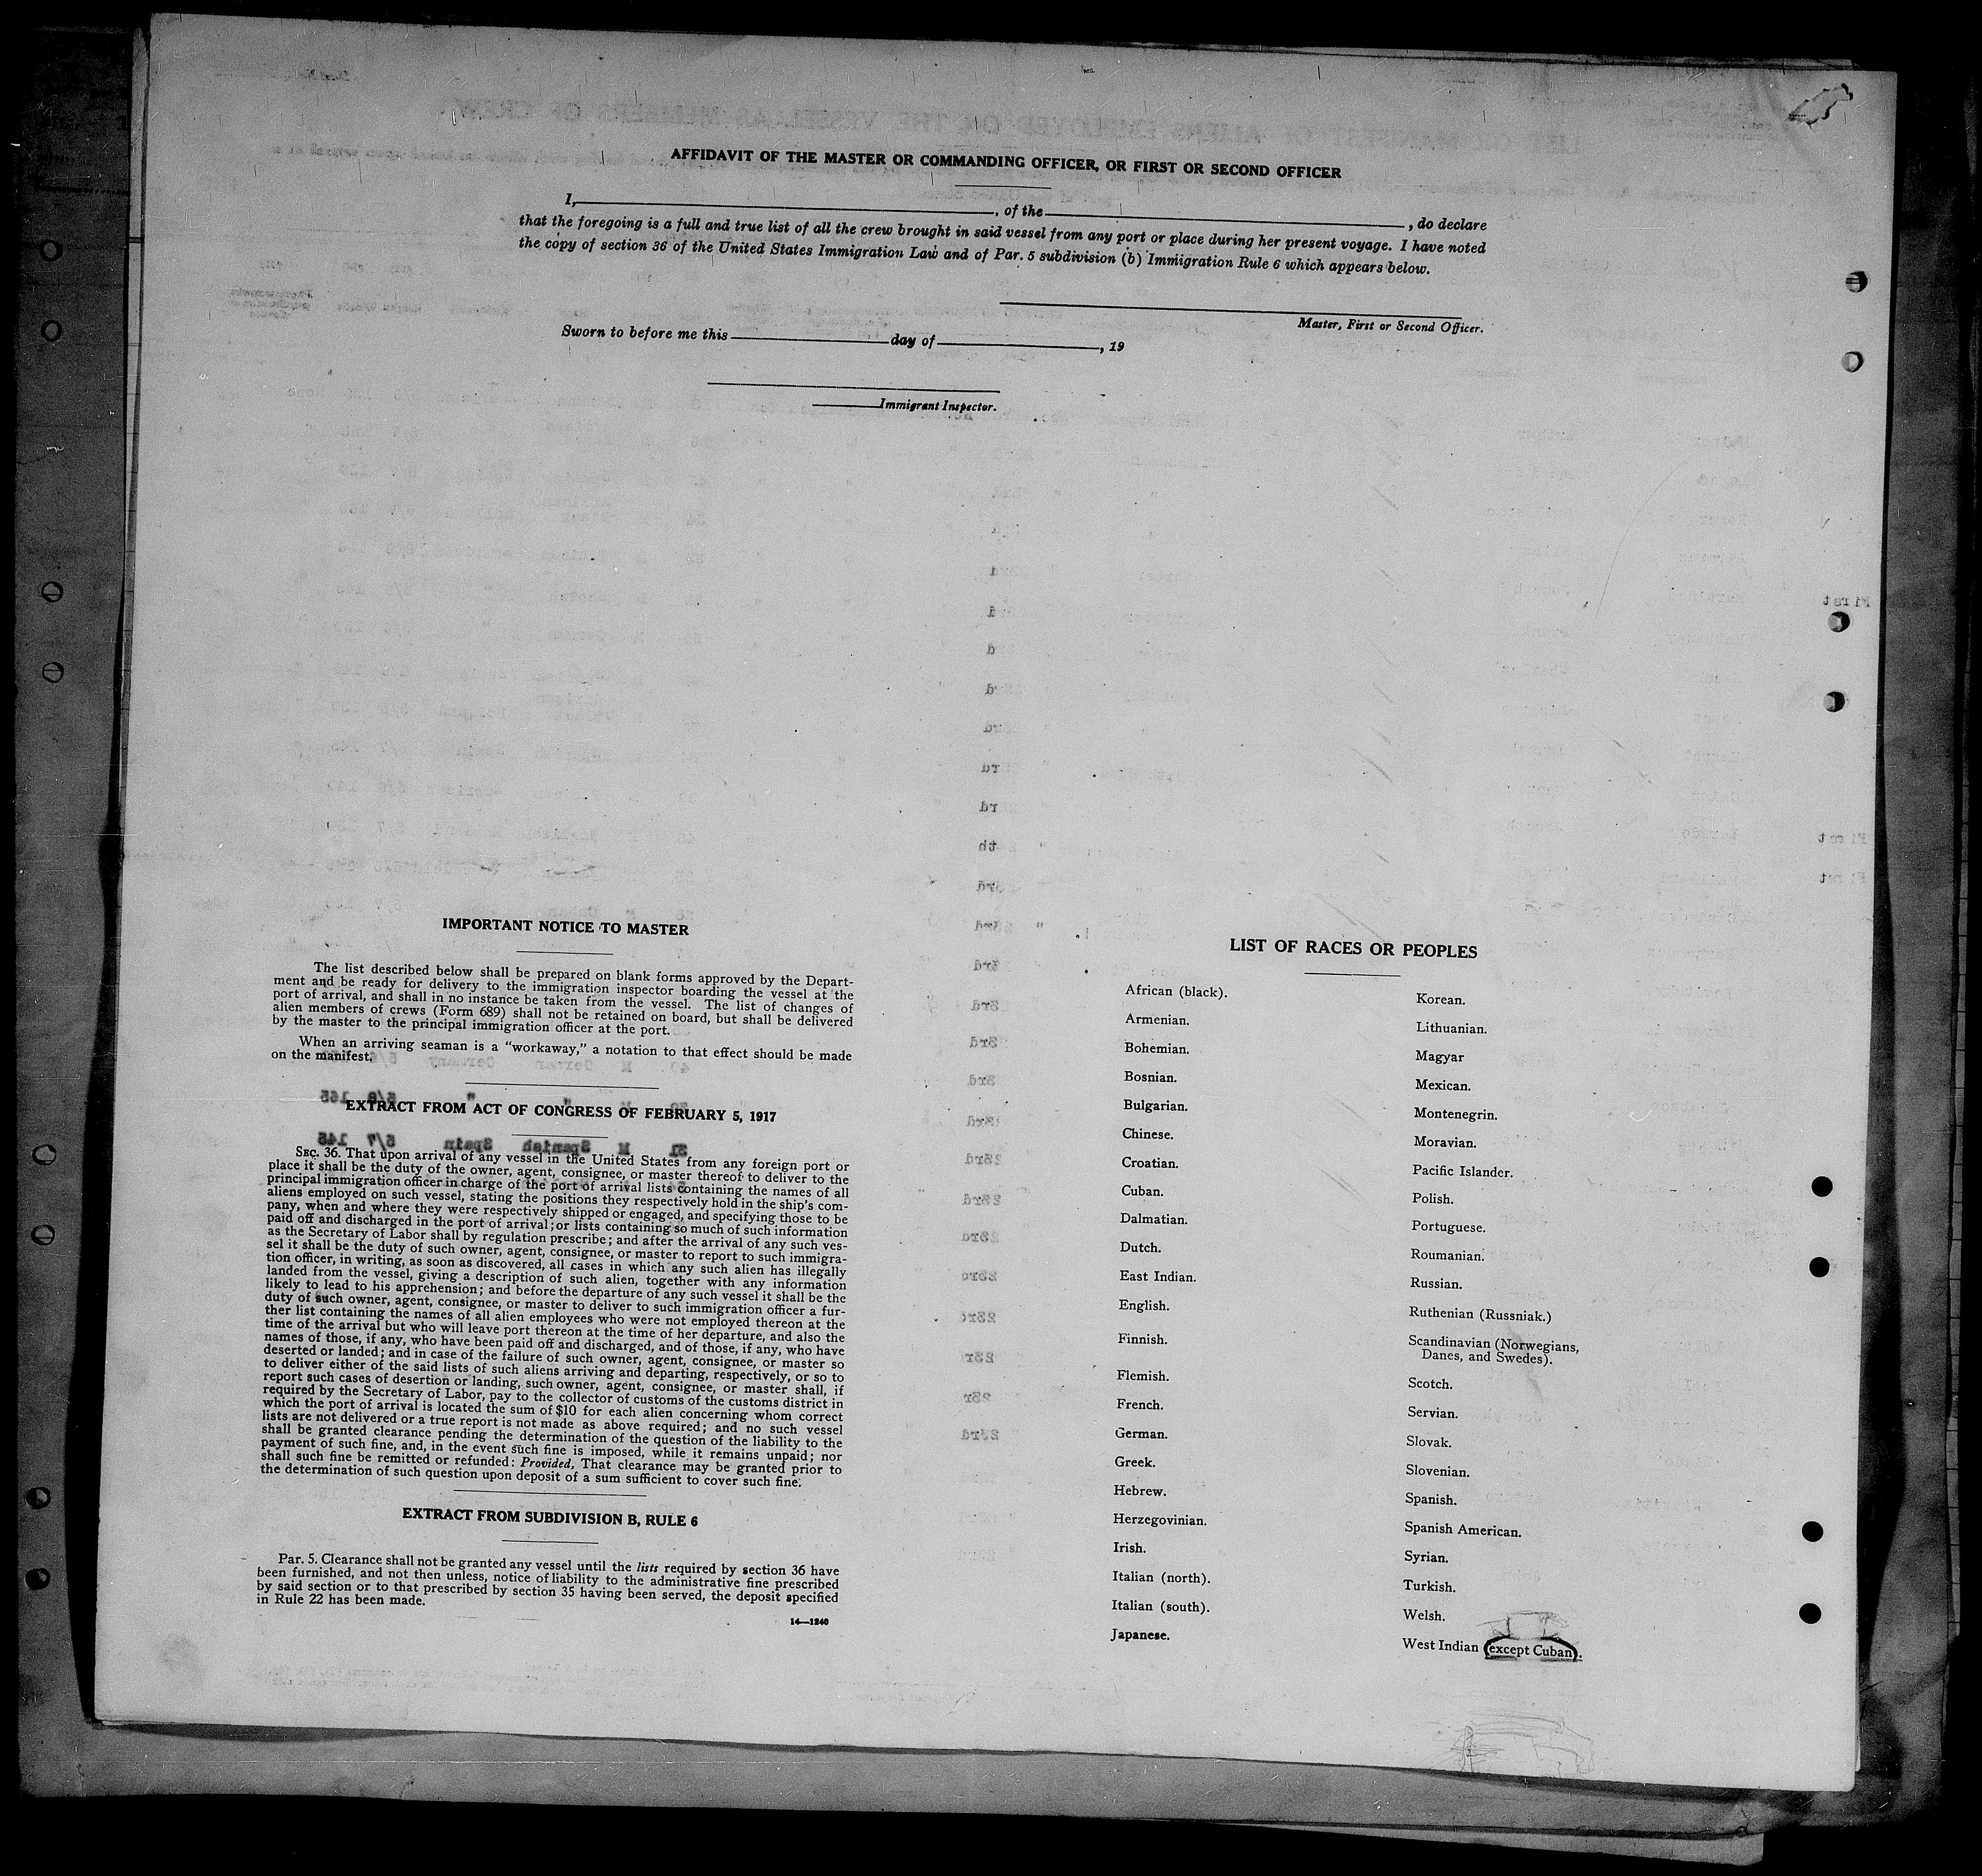 AFFIDAVIT OF THE MASTER OR COMMANDING OFFICER, OR FIRST OR SECOND OFFICER
I, , of the , do declare
that the foregoing is a full and true list of all the crew brought in said vessel from any port or place during her present voyage. I have noted
the copy of section 36 of the United States Immigration Law and of Par. 5 subdivision (b) Immigration Rule 6 which appears below.
Master, First or Second Officer.
Sworn to before me this day of , 19
Immigrant Inspector.
IMPORTANT NOTICE TO MASTER
The list described below shall be prepared on blank forms approved by the Depart-
ment and be ready for delivery to the immigration inspector boarding the vessel at the
port of arrival, and shall in no instance be taken from the vessel. The list of changes of
alien members of crews (Form 689) shall not be retained on board, but shall be delivered
by the master to the principal immigration officer at the port.
When an arriving seaman is a "workaway," a notation to that effect should be made
on the manifest.
EXTRACT FROM ACT OF CONGRESS OF FEBRUARY 5, 1917
SEC. 36. That upon arrival of any vessel in the United States from any foreign port or
place it shall be the duty of the owner, agent, consignee, or master thereof to deliver to the
principal immigration officer in charge of the port of arrival lists containing the names of all
aliens employed on such vessel, stating the positions they respectively hold in the ship's com-
pany, when and where they were respectively shipped or engaged, and specifying those to be
paid off and discharged in the port of arrival; or lists containing so much of such information
as the Secretary of Labor shall by regulation prescribe; and after the arrival of any such ves-
sel it shall be the duty of such owner, agent, consignee, or master to report to such immigra-
tion officer, in writing, as soon as discovered, all cases in which any such alien has illegally
landed from the vessel, giving a description of such alien, together with any information
likely to lead to his apprehension; and before the departure of any such vessel it shall be the
duty of such owner, agent, consignee, or master to deliver to such immigration officer a fur-
ther list containing the names of all alien employees who were not employed thereon at the
time of the arrival but who will leave port thereon at the time of her departure, and also the
names of those, if any, who have been paid off and discharged, and of those, if any, who have
deserted or landed; and in case of the failure of such owner, agent, consignee, or master so
to deliver either of the said lists of such aliens arriving and departing, respectively, or so to
report such cases of desertion or landing, such owner, agent, consignee, or master shall, if
required by the Secretary of Labor, pay to the collector of customs of the customs district in
which the port of arrival is located the sum of $10 for each alien concerning whom correct
lists are not delivered or a true report is not made as above required; and no such vessel
shall be granted clearance pending the determination of the question of the liability to the
payment of such fine, and, in the event such fine is imposed, while it remains unpaid; nor
shall such fine be remitted or refunded: Provided, That clearance may be granted prior to
the determination of such question upon deposit of a sum sufficient to cover such fine.
EXTRACT FROM SUBDIVISION B, RULE 6
Par. 5. Clearance shall not be granted any vessel until the lists required by section 36 have
been furnished, and not then unless, notice of liability to the administrative fine prescribed
by said section or to that prescribed by section 35 having been served, the deposit specified
in Rule 22 has been made.
14—1240
LIST OF RACES OR PEOPLES
African (black).
Armenian.
Bohemian.
Bosnian.
Bulgarian.
Chinese.
Croatian.
Cuban.
Dalmatian.
Dutch.
East Indian.
English.
Finnish.
Flemish.
French.
German.
Greek.
Hebrew.
Herzegovinian.
Irish.
Italian (north).
Italian (south).
Japanese.
Korean.
Lithuanian.
Magyar
Mexican.
Montenegrin.
Moravian.
Pacific Islander.
Polish.
Portuguese.
Roumanian.
Russian.
Ruthenian (Russniak.)
Scandinavian (Norwegians,
Danes, and Swedes).
Scotch.
Servian.
Slovak.
Slovenian.
Spanish.
Spanish American.
Syrian.
Turkish.
Welsh.
West Indian (except Cuban).